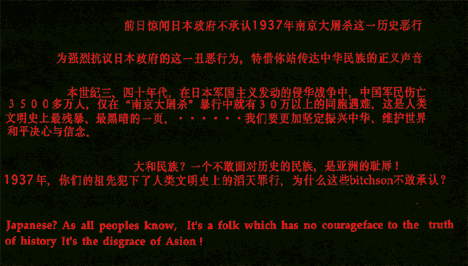 前日惊闻日本政府不承认1937年南京大屠杀这一历史恶行
为强烈抗议日本政府的这一丑恶行为，特借你站传达中华民族的正义声音
本世纪三、四十年代，在日本军国主义发动的侵华战争中，中国军民伤亡
3500多万人，仅在“南京大屠杀”暴行中就有30万以上的同胞遇难，这是人类
文明史上最残暴、最黑暗的一页，······我们要更加坚定振兴中华、维护世界
和平决心与信念。
大和民族？一个不敢面对历史的民族，是亚洲的耻辱！
1937年，你们的祖先犯下了人类文明史上的滔天罪行，为什么这些bitchson不敢承认？
Japanese? As all peoples know, It's a folk which has no courageface to the truth
of history It's the disgrace of Asion !